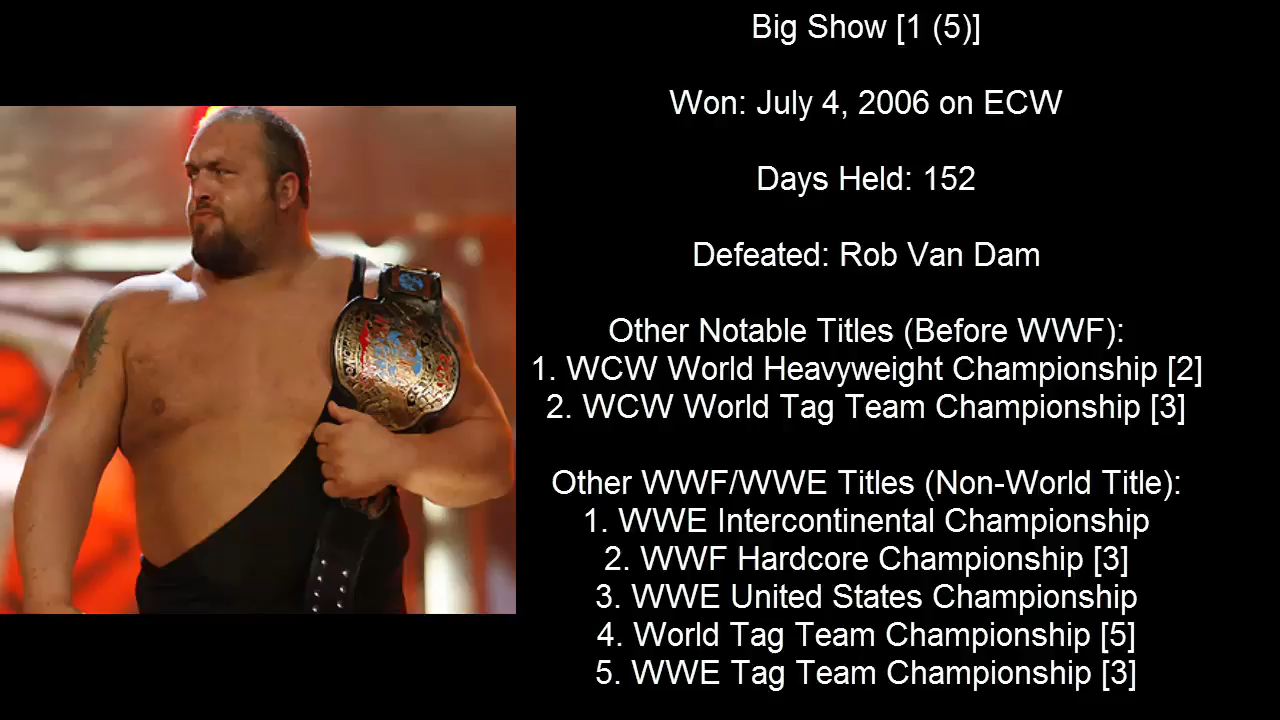 Big Show [1 (5)]
Won: July 4, 2006 on ECW
Days Held: 152
Defeated: Rob Van Dam
Other Notable Titles (Before WWF):
1. WCW World Heavyweight Championship [2]
2. WCW World Tag Team Championship [3]
Other WWF/WWE Titles (Non-World Title):
1. WWE Intercontinental Championship
2. WWF Hardcore Championship [3]
3. WWE United States Championship
4. World Tag Team Championship [5]
5. WWE Tag Team Championship [3]